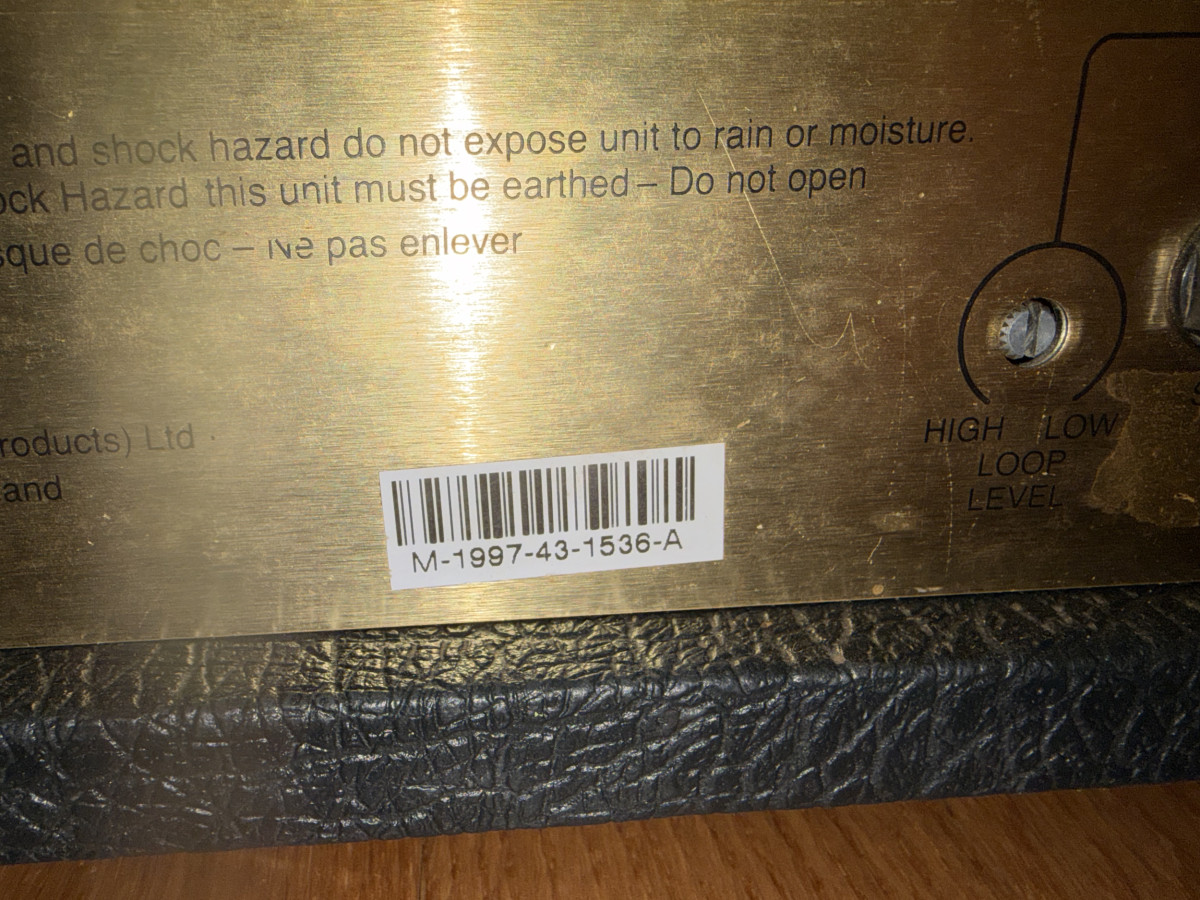 and shock hazard do not expose unit to rain or moisture.
ock Hazard this unit must be earthed – Do not open
sque de choc – Ne pas enlever
roducts) Ltd
and
HIGH LOW
LOOP
LEVEL
M-1997-43-1536-A